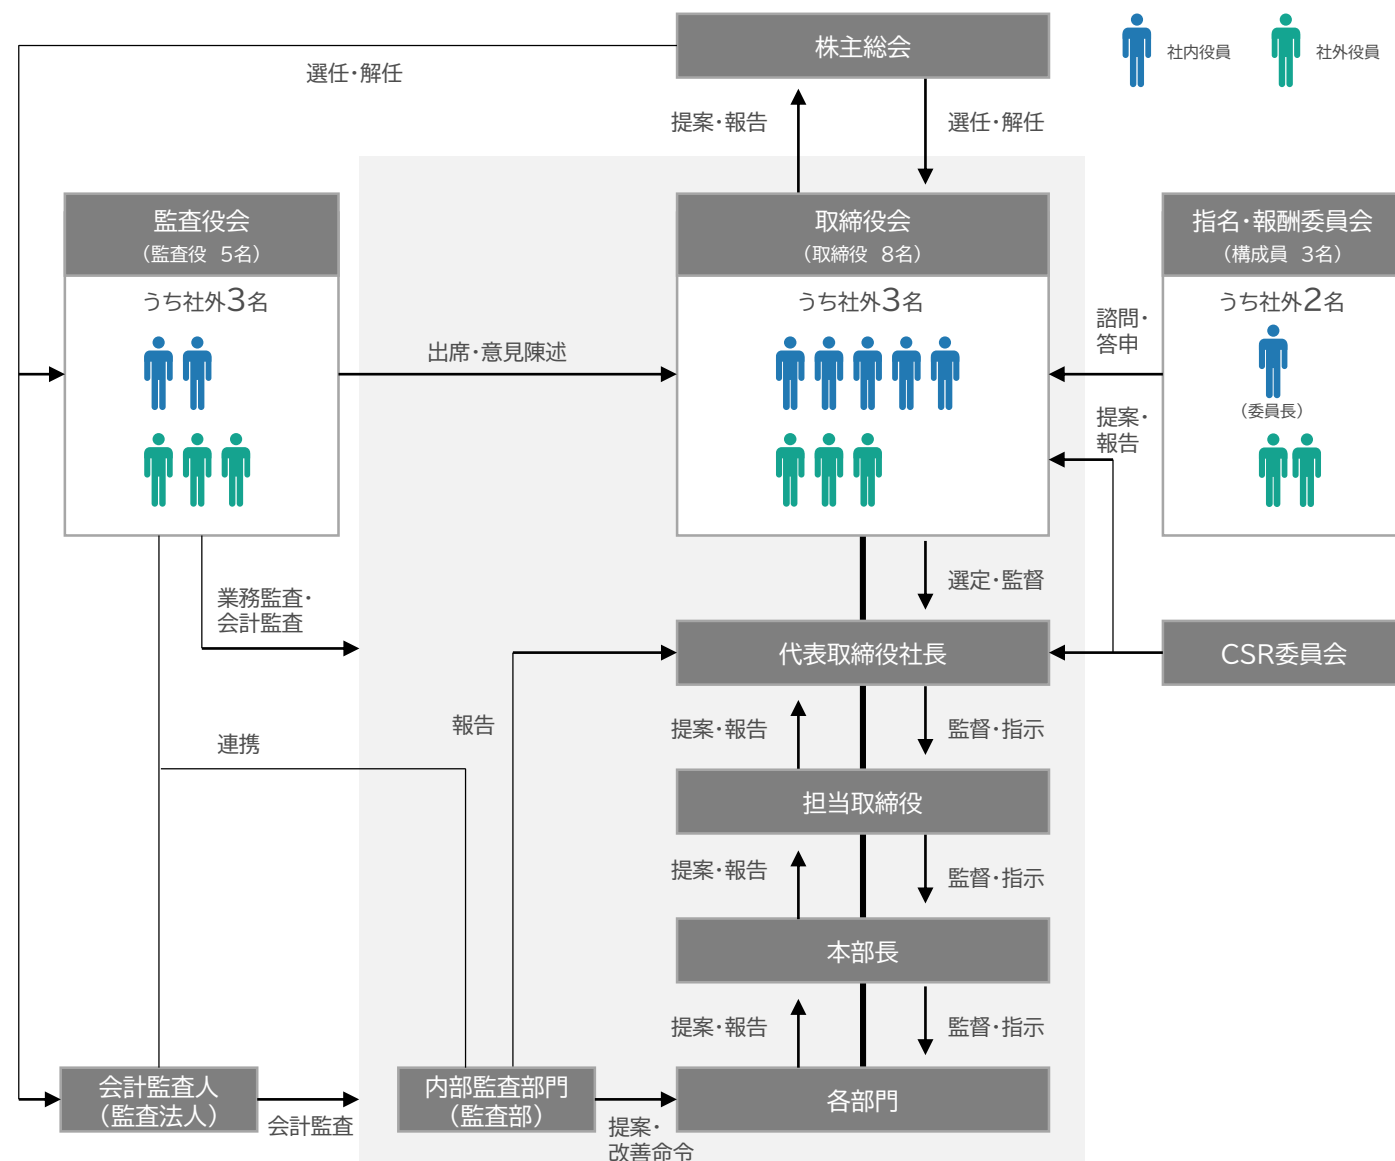 株主総会
社内役員
社外役員
選任・解任
提案・報告
選任・解任
監査役会
（監査役　5名）
うち社外3名
取締役会
（取締役　8名）
うち社外3名
指名・報酬委員会
（構成員　3名）
うち社外2名
（委員長）
出席・意見陳述
諮問・
答申
提案・
報告
選定・監督
業務監査・
会計監査
代表取締役社長
CSR委員会
連携
報告
提案・報告
監督・指示
担当取締役
提案・報告
監督・指示
本部長
提案・報告
監督・指示
会計監査人
（監査法人）
会計監査
内部監査部門
（監査部）
提案・
改善命令
各部門